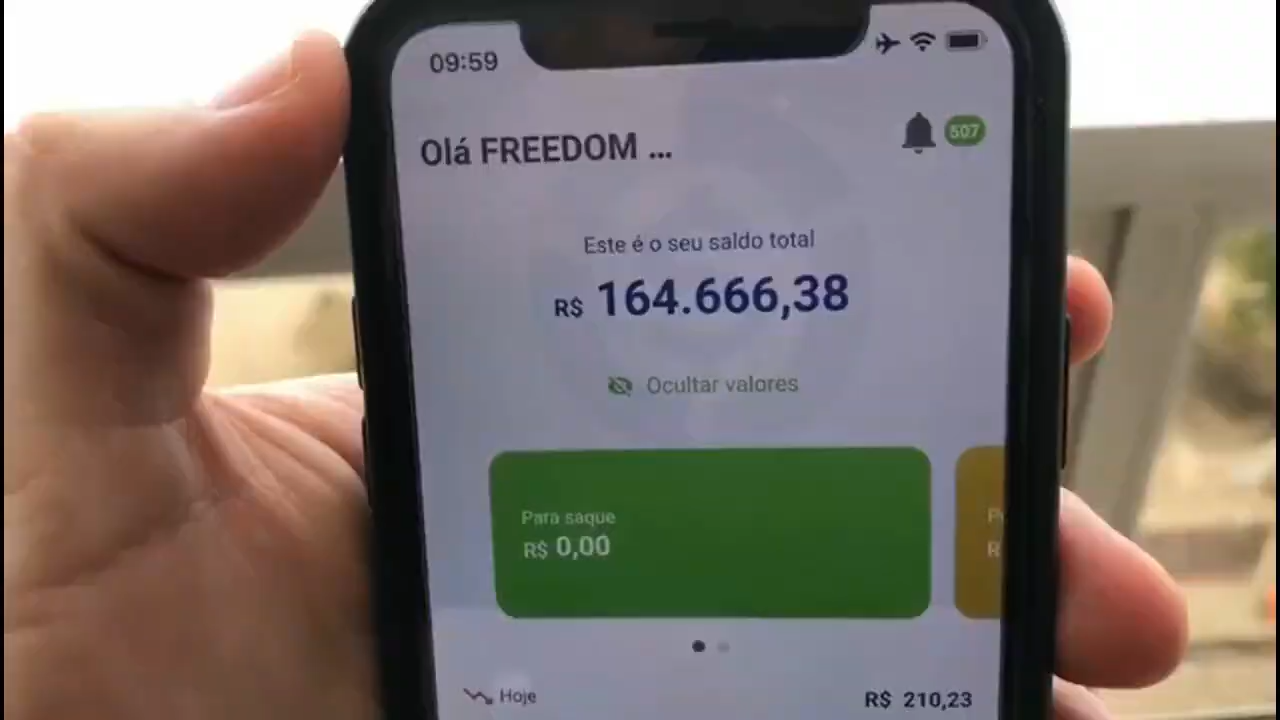 09:59
Olá FREEDOM ...
507
Este é o seu saldo total
R$ 164.666,38
Ocultar valores
Para saque
R$ 0,00
P
R
Hoje
R$ 210,23